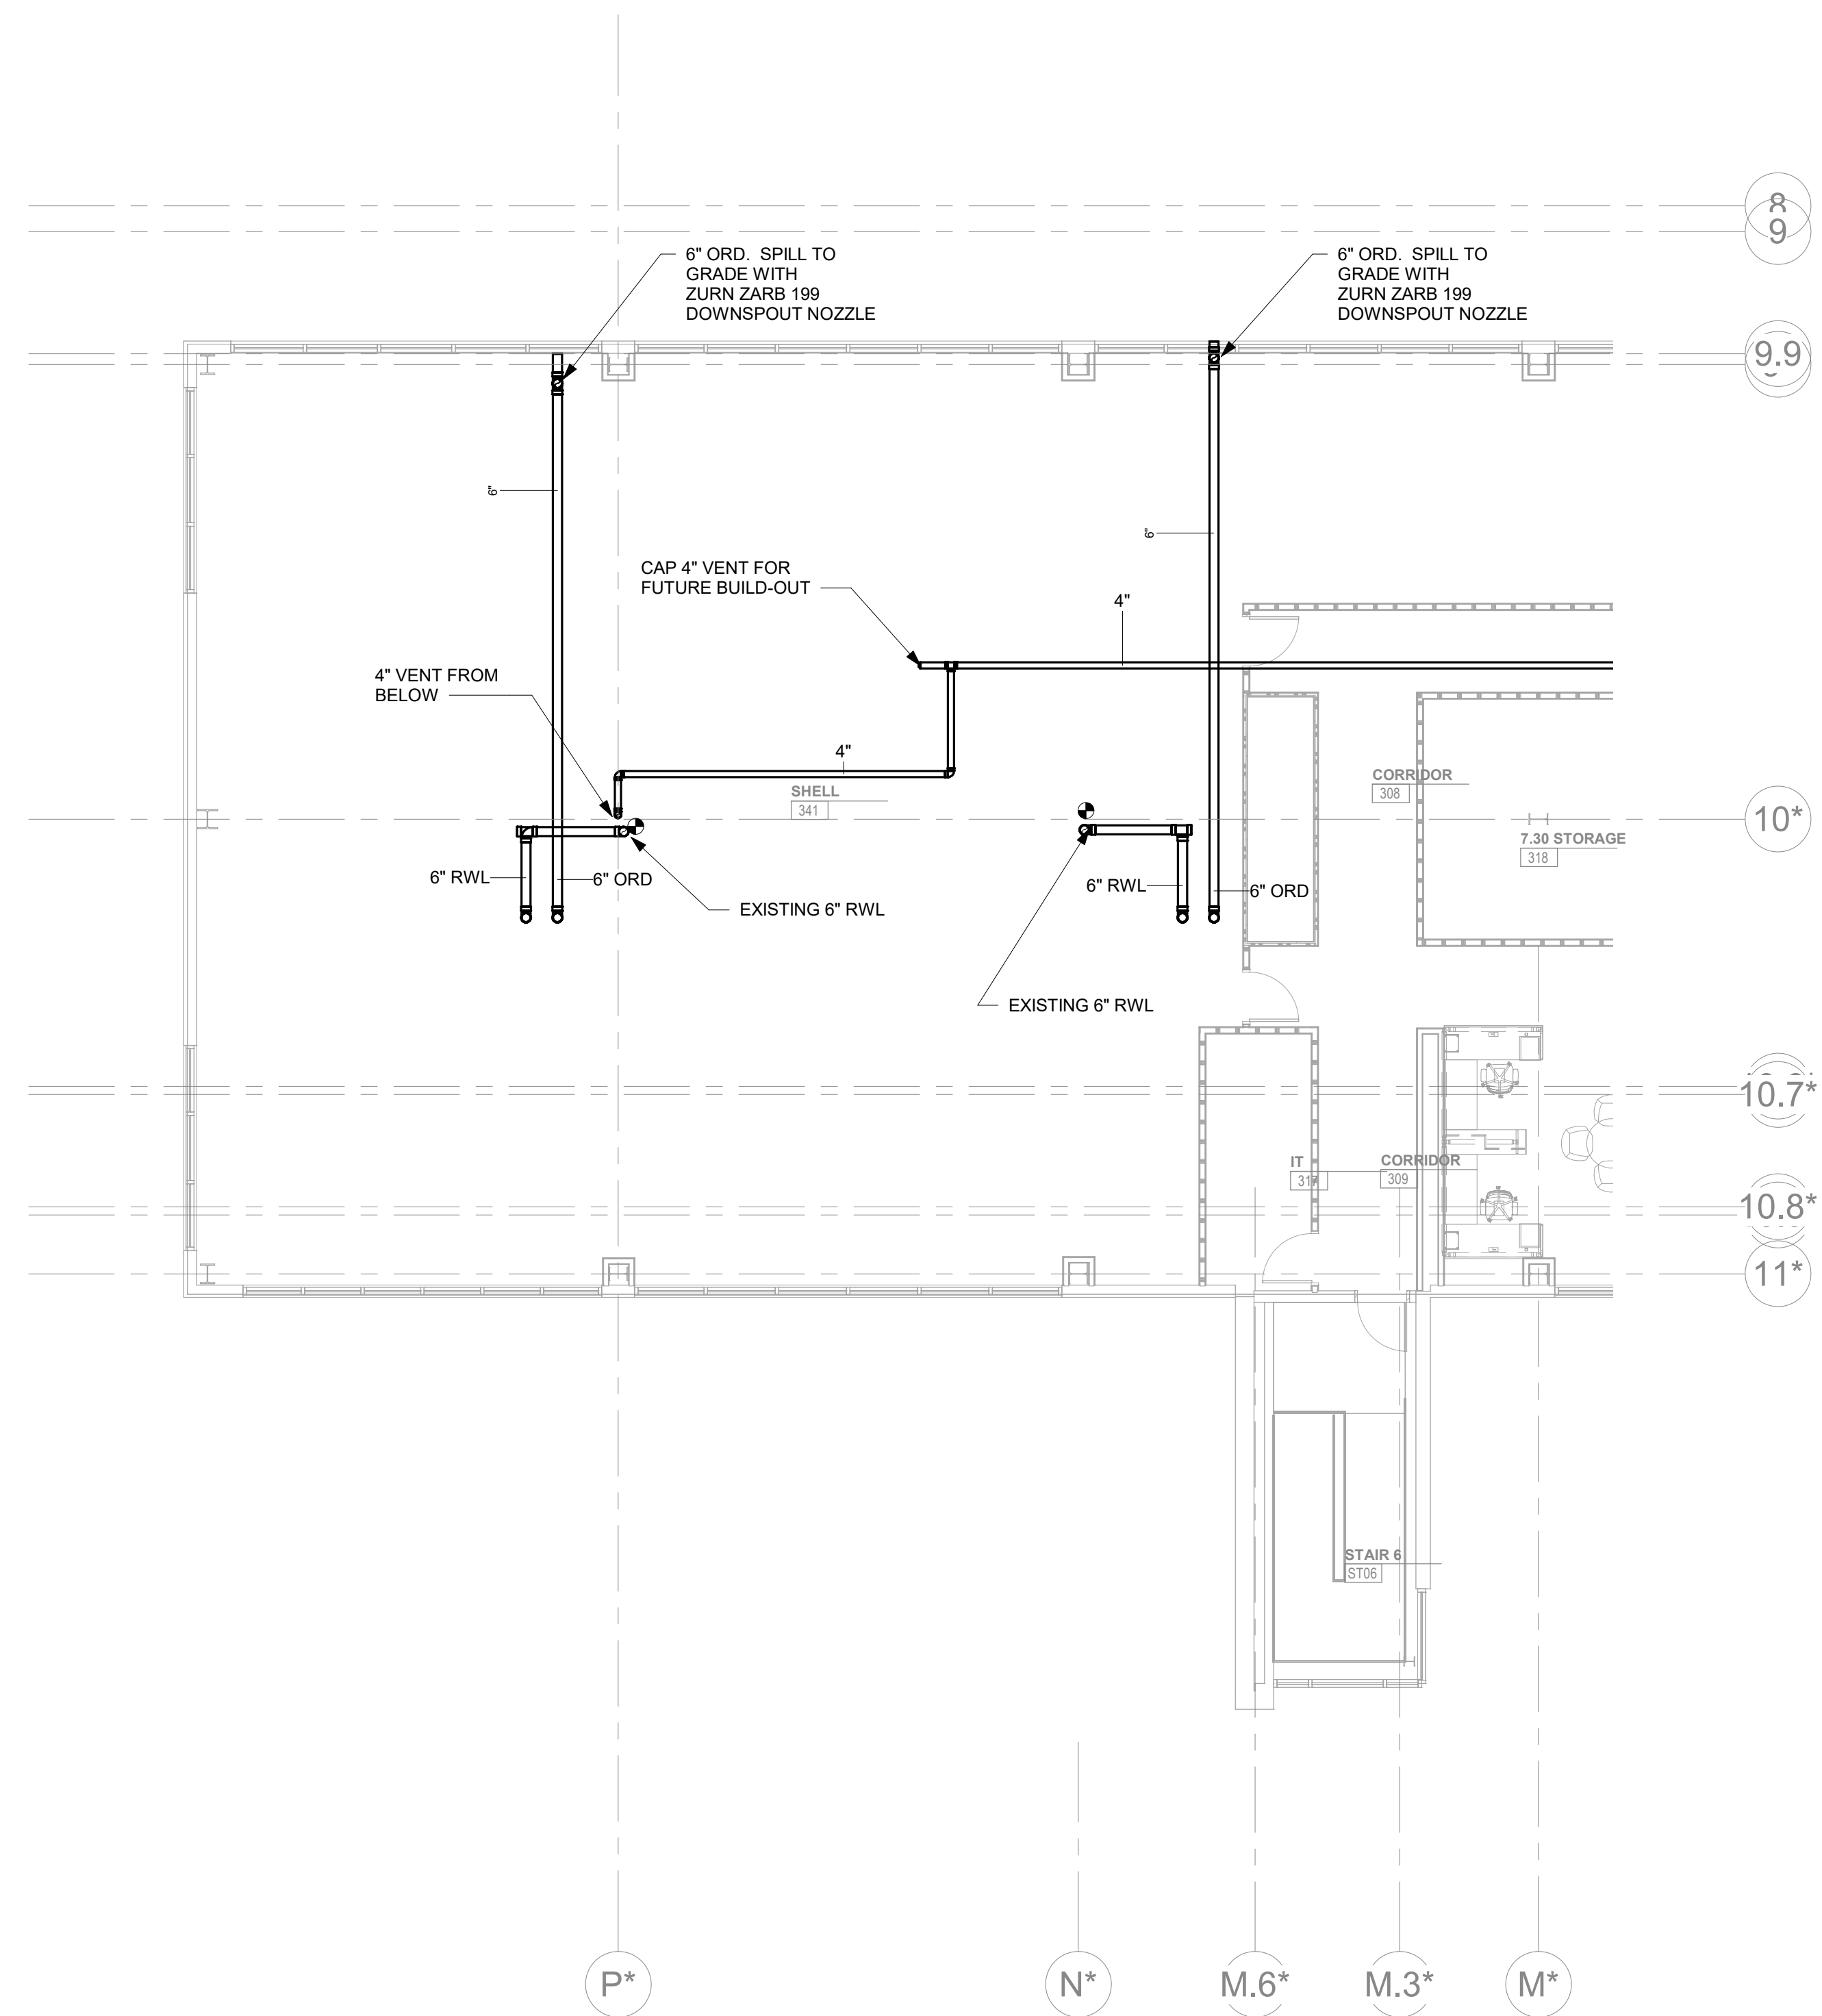 8
9
6" ORD. SPILL TO
GRADE WITH
ZURN ZARB 199
DOWNSPOUT NOZZLE
6" ORD. SPILL TO
GRADE WITH
ZURN ZARB 199
DOWNSPOUT NOZZLE
9.9
6"
6"
CAP 4" VENT FOR
FUTURE BUILD-OUT
4"
4" VENT FROM
BELOW
4"
SHELL
341
CORRIDOR
308
10*
7.30 STORAGE
318
6" RWL
6" ORD
EXISTING 6" RWL
6" RWL
6" ORD
EXISTING 6" RWL
10.7*
IT
317
CORRIDOR
309
10.8*
11*
STAIR 6
ST06
P*
N*
M.6*
M.3*
M*